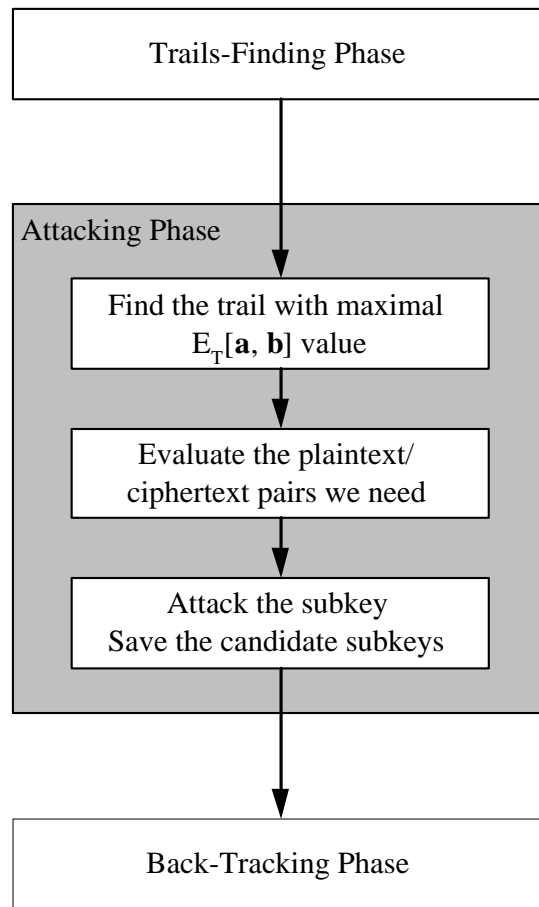 Trails-Finding Phase
Attacking Phase
Find the trail with maximal
E_T[a, b] value
Evaluate the plaintext/
ciphertext pairs we need
Attack the subkey
Save the candidate subkeys
Back-Tracking Phase